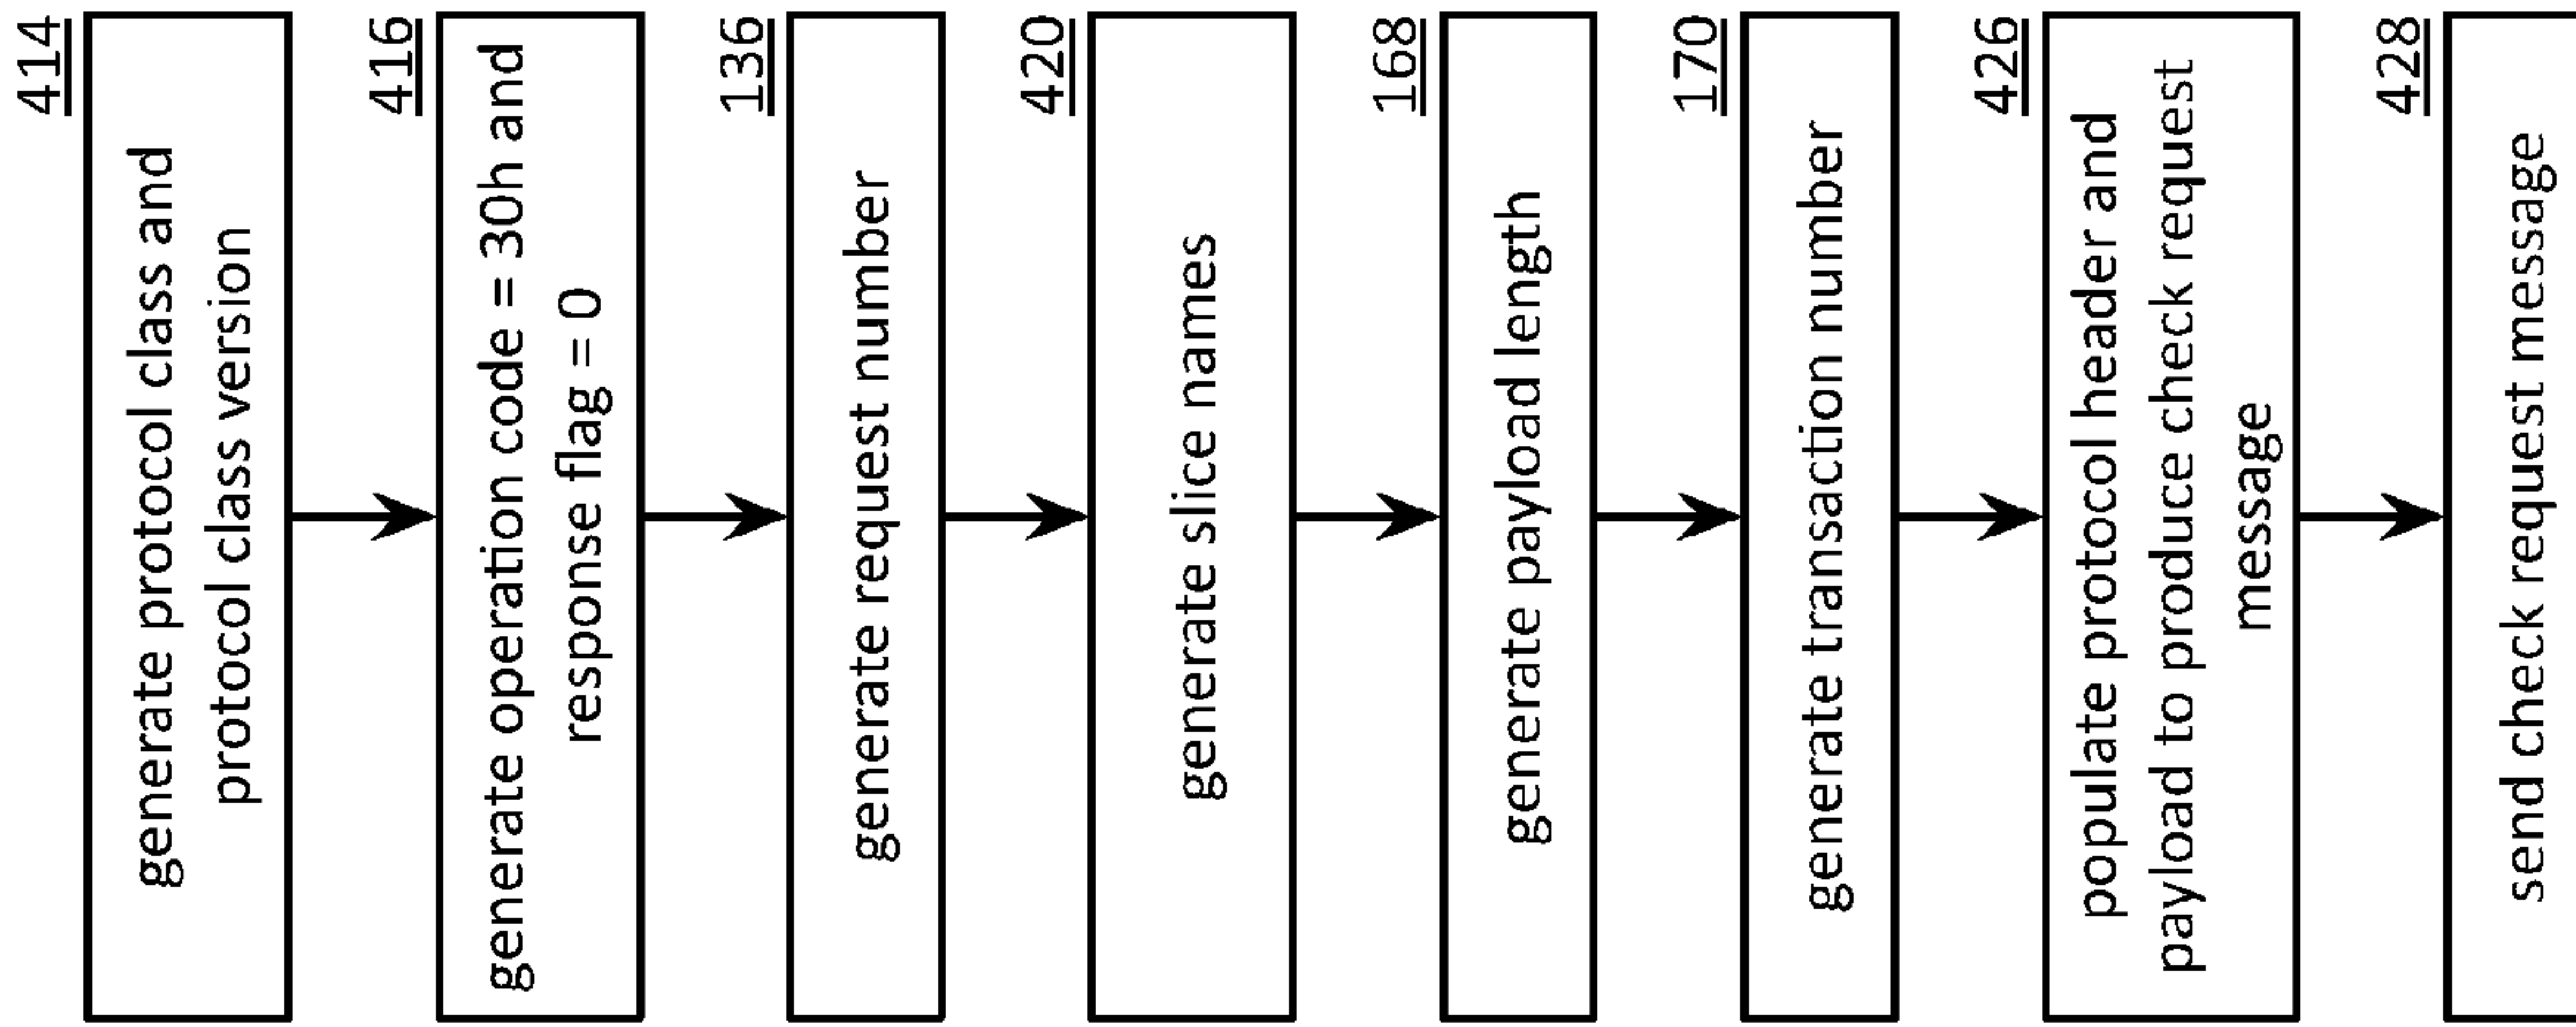 414
generate protocol class and
protocol class version
416
generate operation code = 30h and
response flag = 0
136
generate request number
420
generate slice names
168
generate payload length
170
generate transaction number
426
populate protocol header and
payload to produce check request
message
428
send check request message